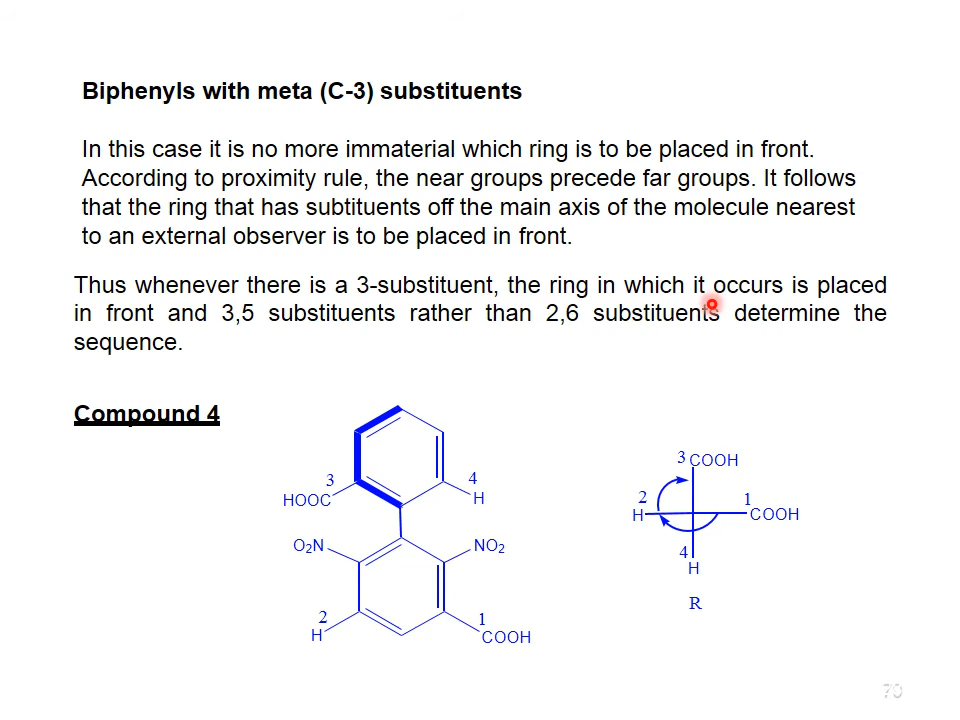 Biphenyls with meta (C-3) substituents
In this case it is no more immaterial which ring is to be placed in front.
According to proximity rule, the near groups precede far groups. It follows
that the ring that has subtituents off the main axis of the molecule nearest
to an external observer is to be placed in front.
Thus whenever there is a 3-substituent, the ring in which it occurs is placed
in front and 3,5 substituents rather than 2,6 substituents determine the
sequence.
Compound 4
3
HOOC
4
H
O2N
NO2
2
H
1
COOH
3 COOH
2
H
1
COOH
4
H
R
70